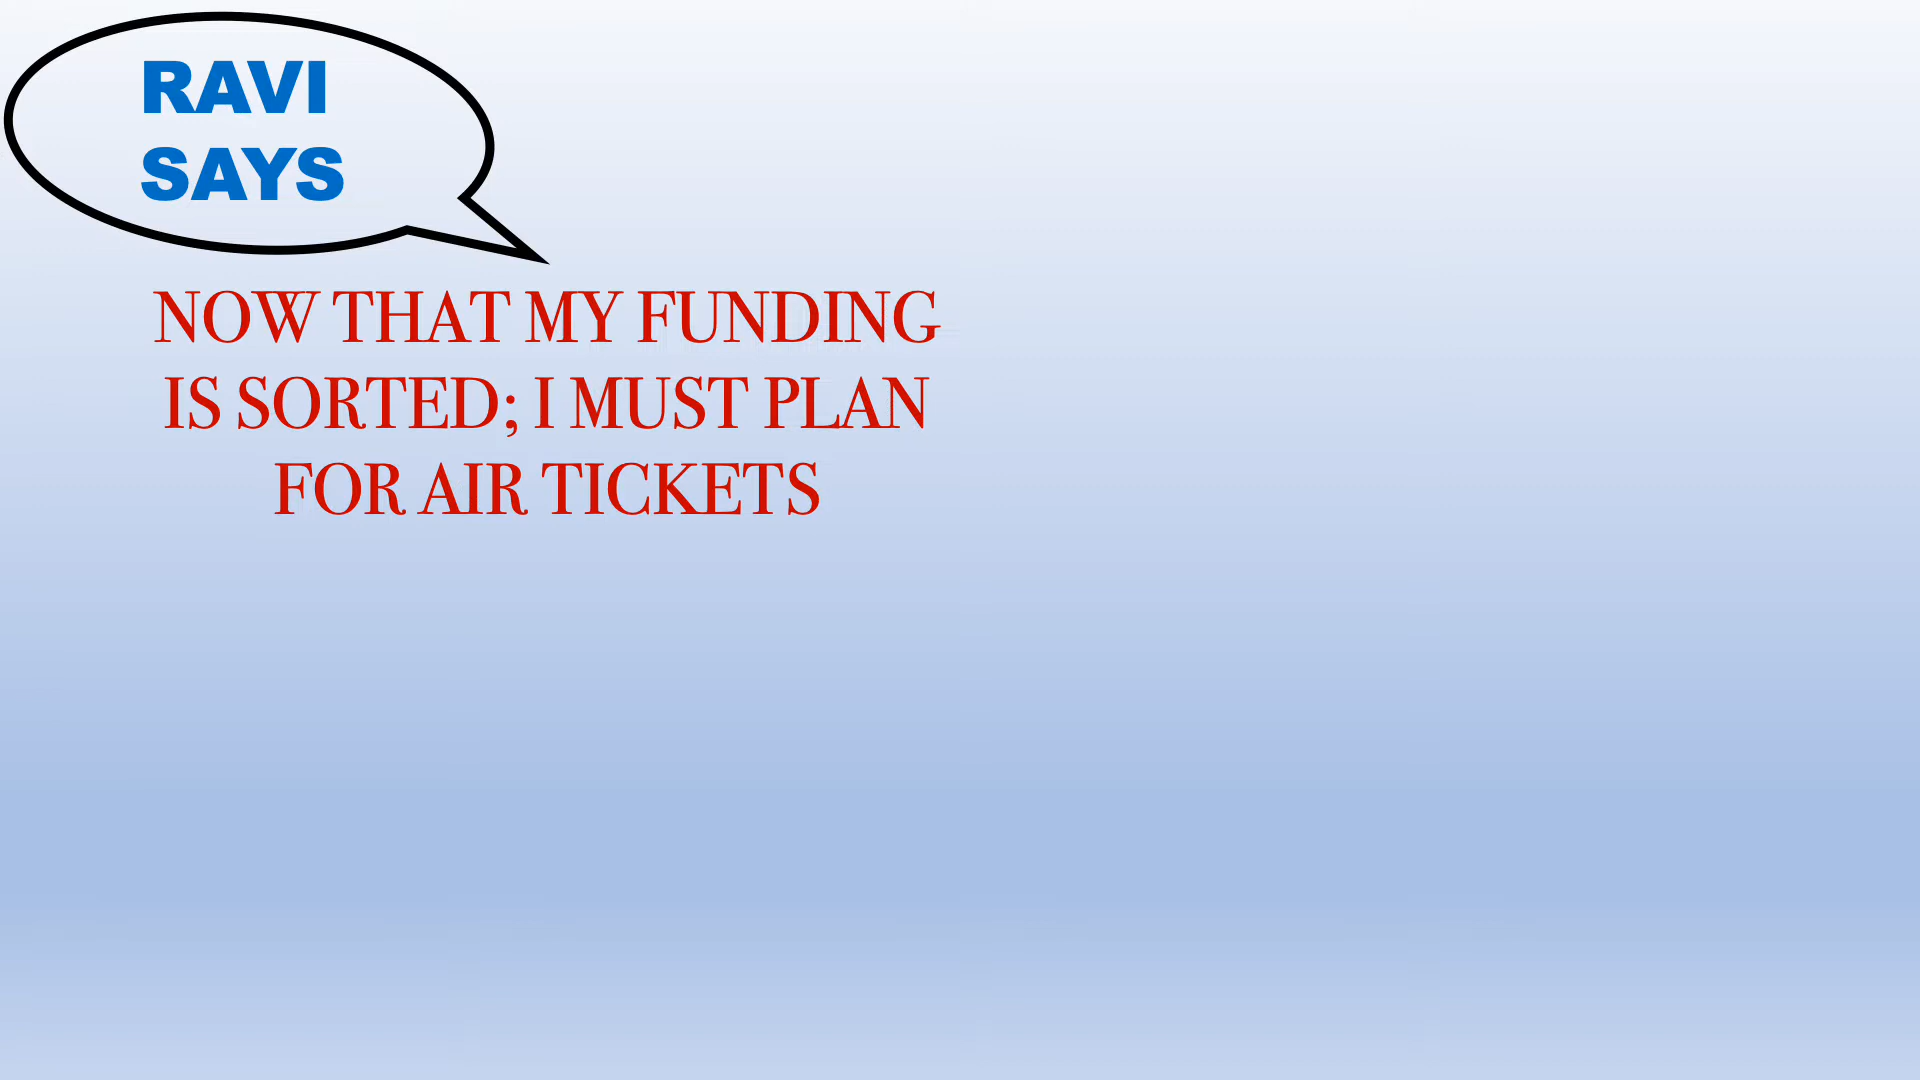 RAVI
SAYS
NOW THAT MY FUNDING
IS SORTED; I MUST PLAN
FOR AIR TICKETS